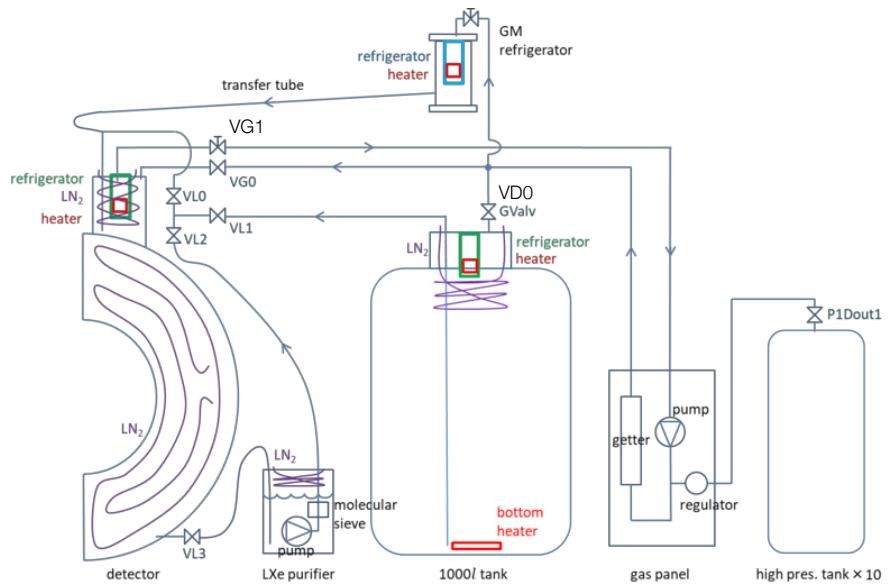 GM
refrigerator
refrigerator
heater
transfer tube
VG1
VG0
refrigerator
LN2
heater
VL0
VL1
VL2
VD0
GValv
LN2
refrigerator
heater
P1Dout1
LN2
LN2
molecular
sieve
pump
VL3
bottom
heater
pump
getter
regulator
detector
LXe purifier
1000l tank
gas panel
high pres. tank × 10